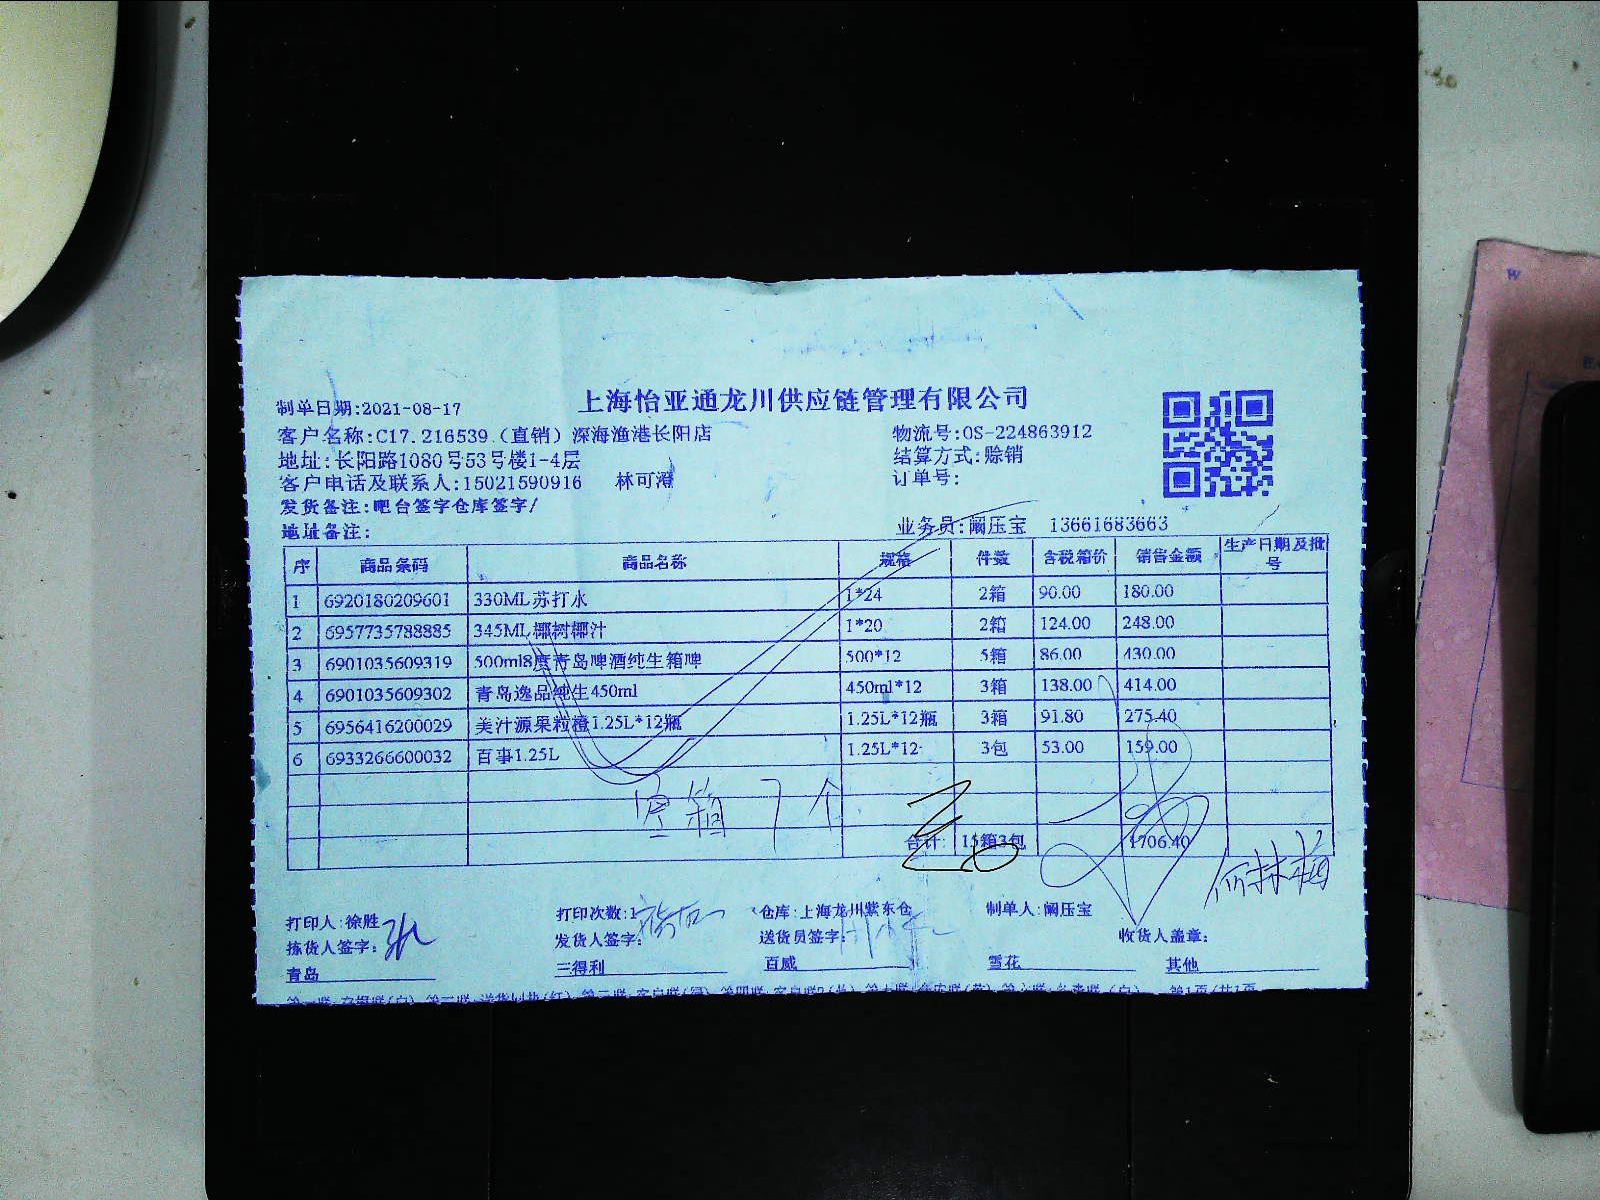 上海怡亚通龙川供应链管理有限公司
制单日期:2021-08-17
客户名称:C17.216539.(直销)深海渔港长阳店 物流号:OS-224863912
地址:长阳路1080号53号楼1-4层 结算方式:赊销
客户电话及联系人:15021590916 林可澄 订单号:
发货备注:吧台签字仓库签字/
地址备注: 业务员:阚压宝 13661683663
序 商品条码 商品名称 规格 件数 含税箱价 销售金额 生产日期及批号
1 6920180209601 330ML苏打水 1*24 2箱 90.00 180.00
2 6957735788885 345ML椰树椰汁 1*20 2箱 124.00 248.00
3 6901035609319 500ml8度青岛啤酒纯生箱啤 500*12 5箱 86.00 430.00
4 6901035609302 青岛逸品纯生450ml 450ml*12 3箱 138.00 414.00
5 6956416200029 美汁源果粒橙1.25L*12瓶 1.25L*12瓶 3箱 91.80 275.40
6 6933266600032 百事1.25L 1.25L*12 3包 53.00 159.00
空箱7个
合计: 15箱3包 1706.40
何林梅
打印人:徐胜 打印次数:1 仓库:上海龙川紫东仓 制单人:阚压宝
拣货人签字: 发货人签字: 送货员签字: 收货人盖章:
青岛 三得利 百威 雪花 其他